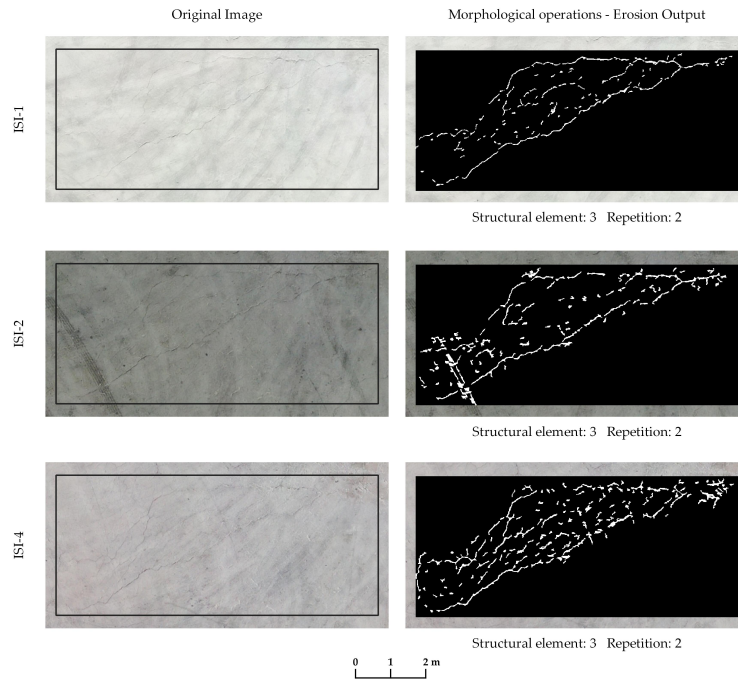 Original Image
Morphological operations - Erosion Output
ISI-1
Structural element: 3 Repetition: 2
ISI-2
Structural element: 3 Repetition: 2
ISI-4
Structural element: 3 Repetition: 2
0 1 2 m